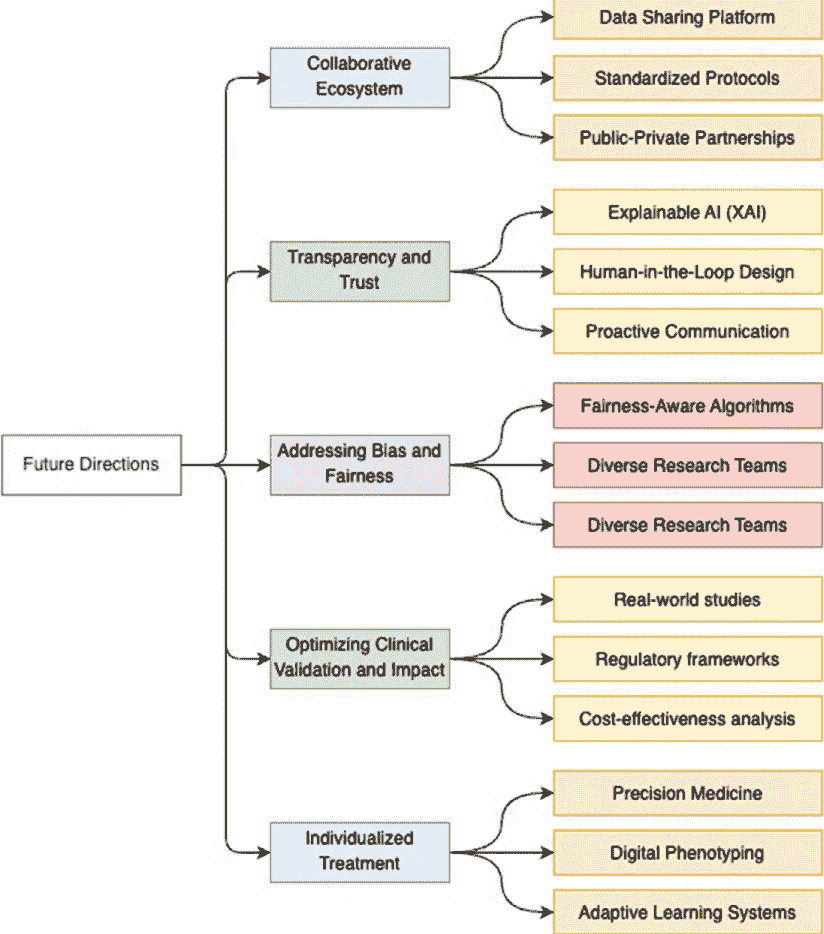 Future Directions
Collaborative
Ecosystem
Data Sharing Platform
Standardized Protocols
Public-Private Partnerships
Transparency and
Trust
Explainable AI (XAI)
Human-in-the-Loop Design
Proactive Communication
Addressing Bias and
Fairness
Fairness-Aware Algorithms
Diverse Research Teams
Diverse Research Teams
Optimizing Clinical
Validation and Impact
Real-world studies
Regulatory frameworks
Cost-effectiveness analysis
Individualized
Treatment
Precision Medicine
Digital Phenotyping
Adaptive Learning Systems